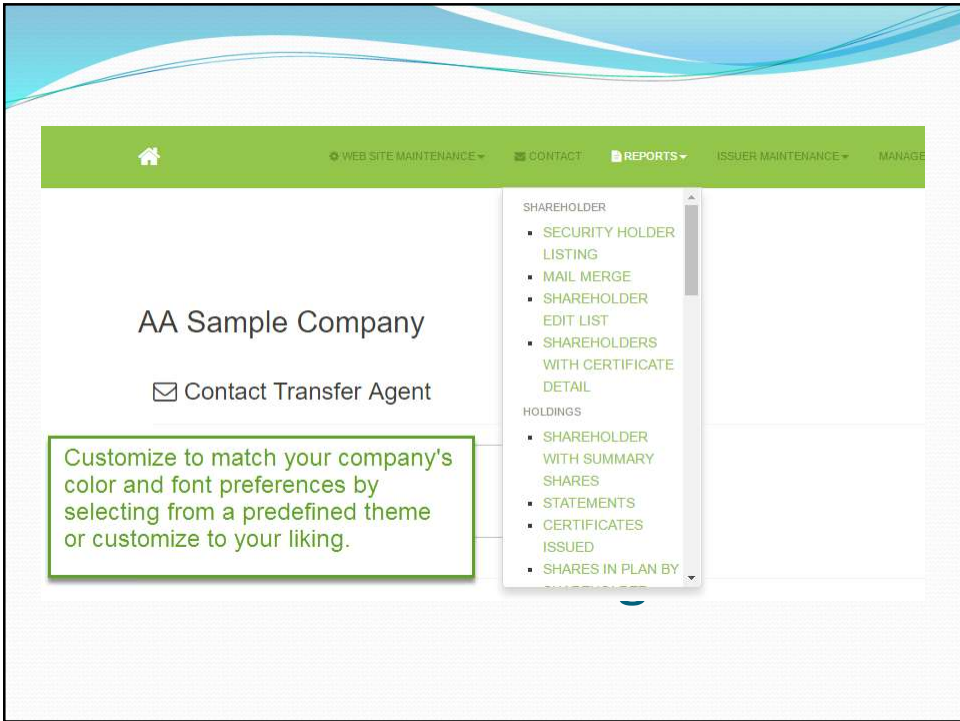 WEB SITE MAINTENANCE
CONTACT
REPORTS
ISSUER MAINTENANCE
MANAGE
SHAREHOLDER
SECURITY HOLDER
LISTING
MAIL MERGE
SHAREHOLDER
EDIT LIST
SHAREHOLDERS
WITH CERTIFICATE
DETAIL
HOLDINGS
SHAREHOLDER
WITH SUMMARY
SHARES
STATEMENTS
CERTIFICATES
ISSUED
SHARES IN PLAN BY
AA Sample Company
Contact Transfer Agent
Customize to match your company's
color and font preferences by
selecting from a predefined theme
or customize to your liking.